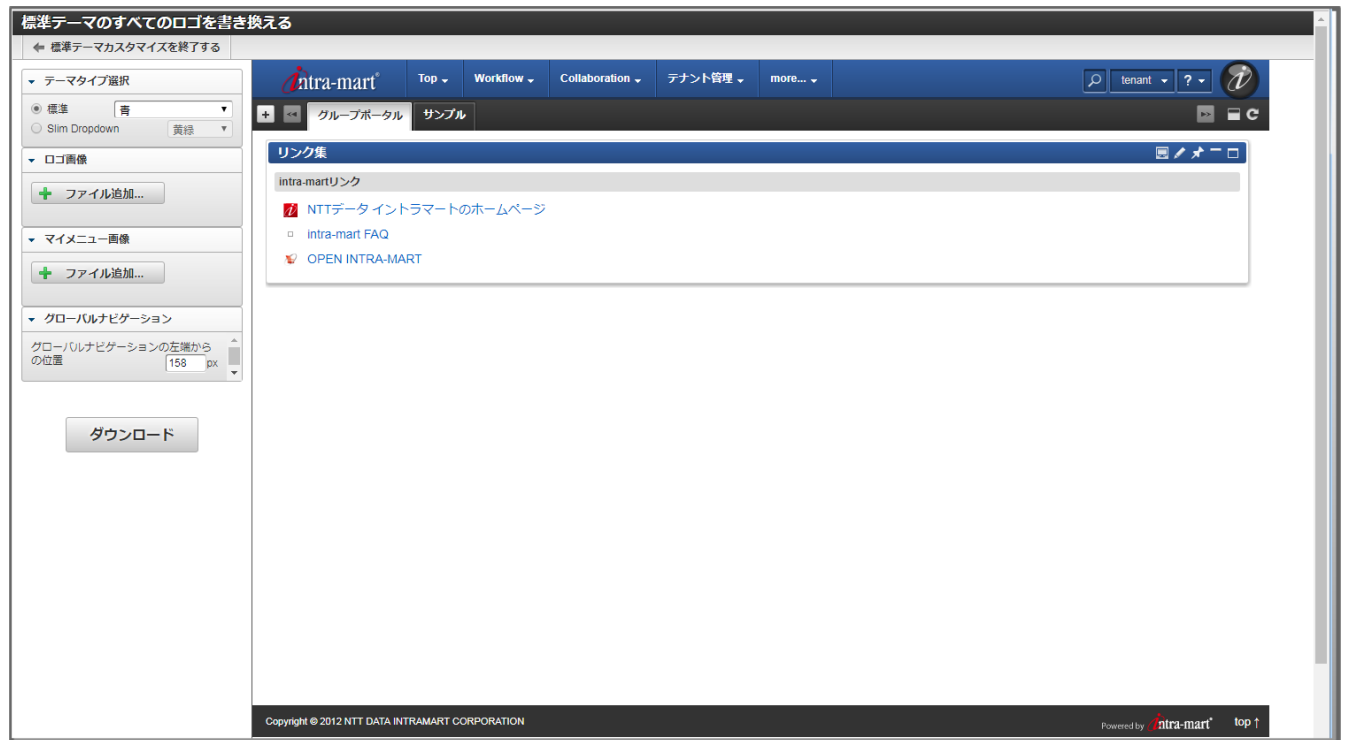 標準テーマのすべてのロゴを書き換える
標準テーマカスタマイズを終了する
テーマタイプ選択
標準 青
Slim Dropdown 黄緑
ロゴ画像
ファイル追加...
マイメニュー画像
ファイル追加...
グローバルナビゲーション
グローバルナビゲーションの左端から
の位置 158 px
ダウンロード
intra-mart Top Workflow Collaboration テナント管理 more... tenant ? i
グループポータル サンプル
リンク集
intra-martリンク
NTTデータ イントラマートのホームページ
intra-mart FAQ
OPEN INTRA-MART
Copyright © 2012 NTT DATA INTRAMART CORPORATION
Powered by intra-mart top ↑